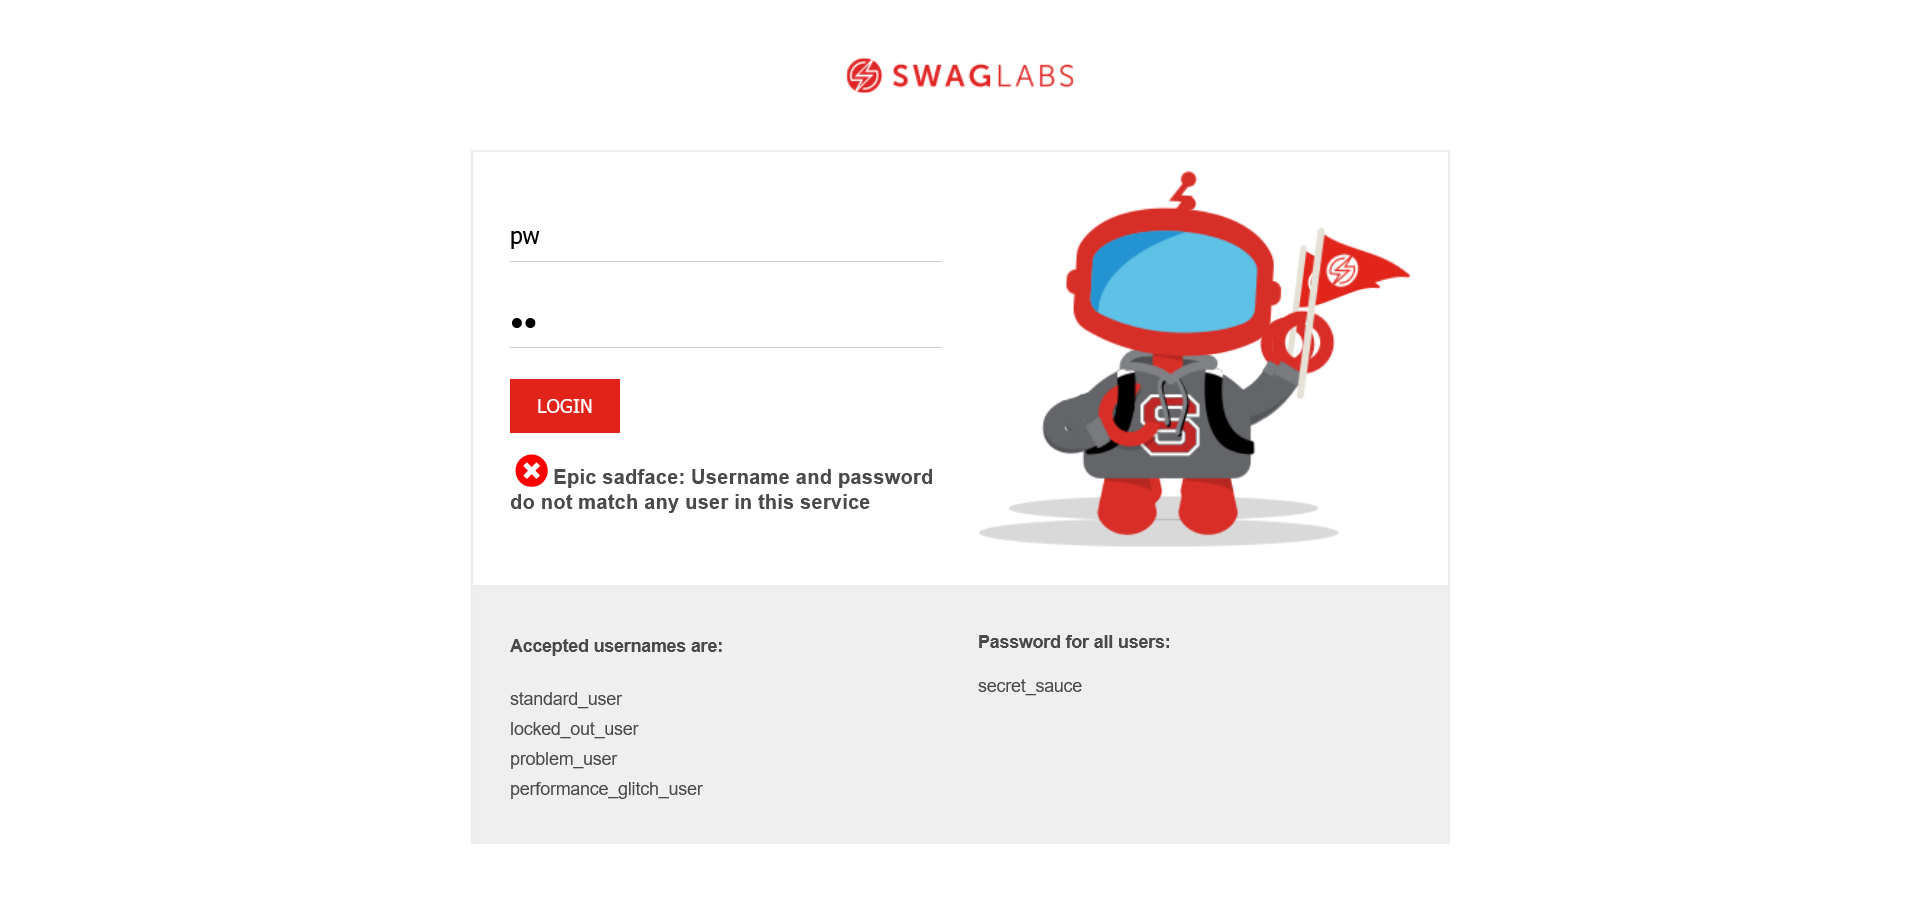 SWAGLABS
pw
••
LOGIN
Epic sadface: Username and password
do not match any user in this service
S
Accepted usernames are:
standard_user
locked_out_user
problem_user
performance_glitch_user
Password for all users:
secret_sauce